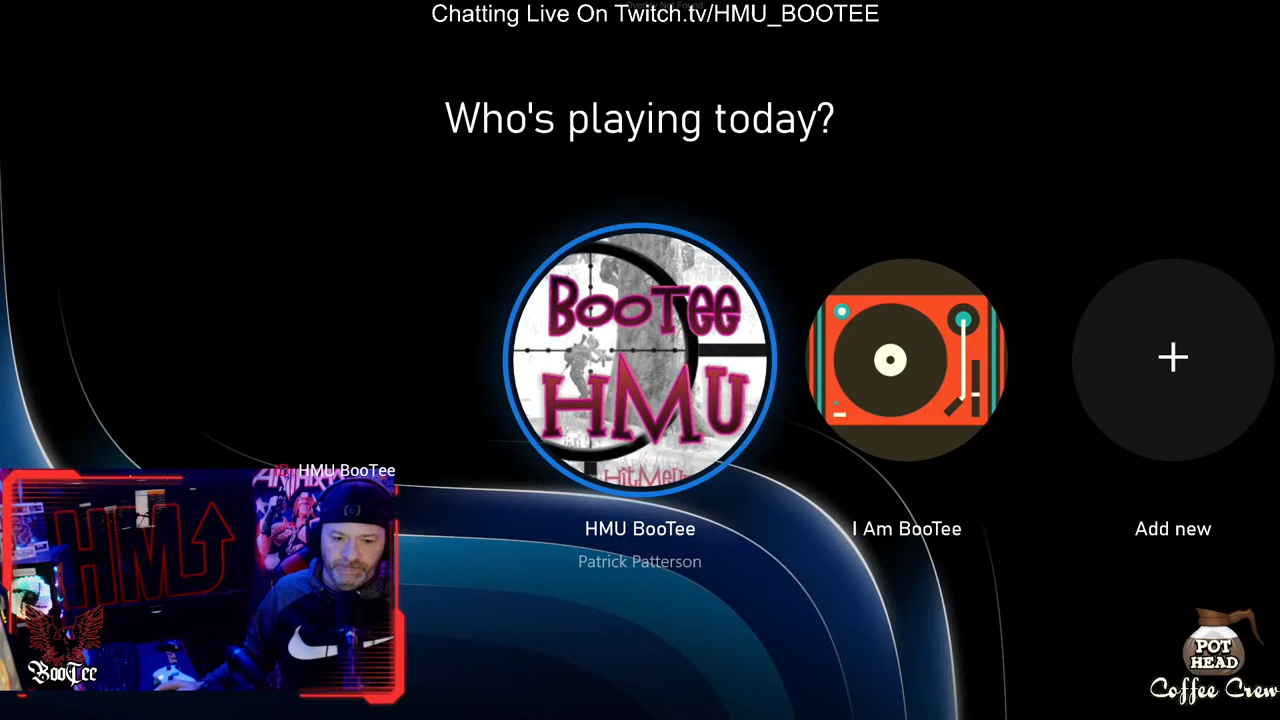 Chatting Live On Twitch.tv/HMU_BOOTEE
Who's playing today?
BooTee
HMU
HitMeU
HMU BooTee
Patrick Patterson
I Am BooTee
Add new
HMU BooTee
HMU
BooTee
POT
HEAD
Coffee Crew